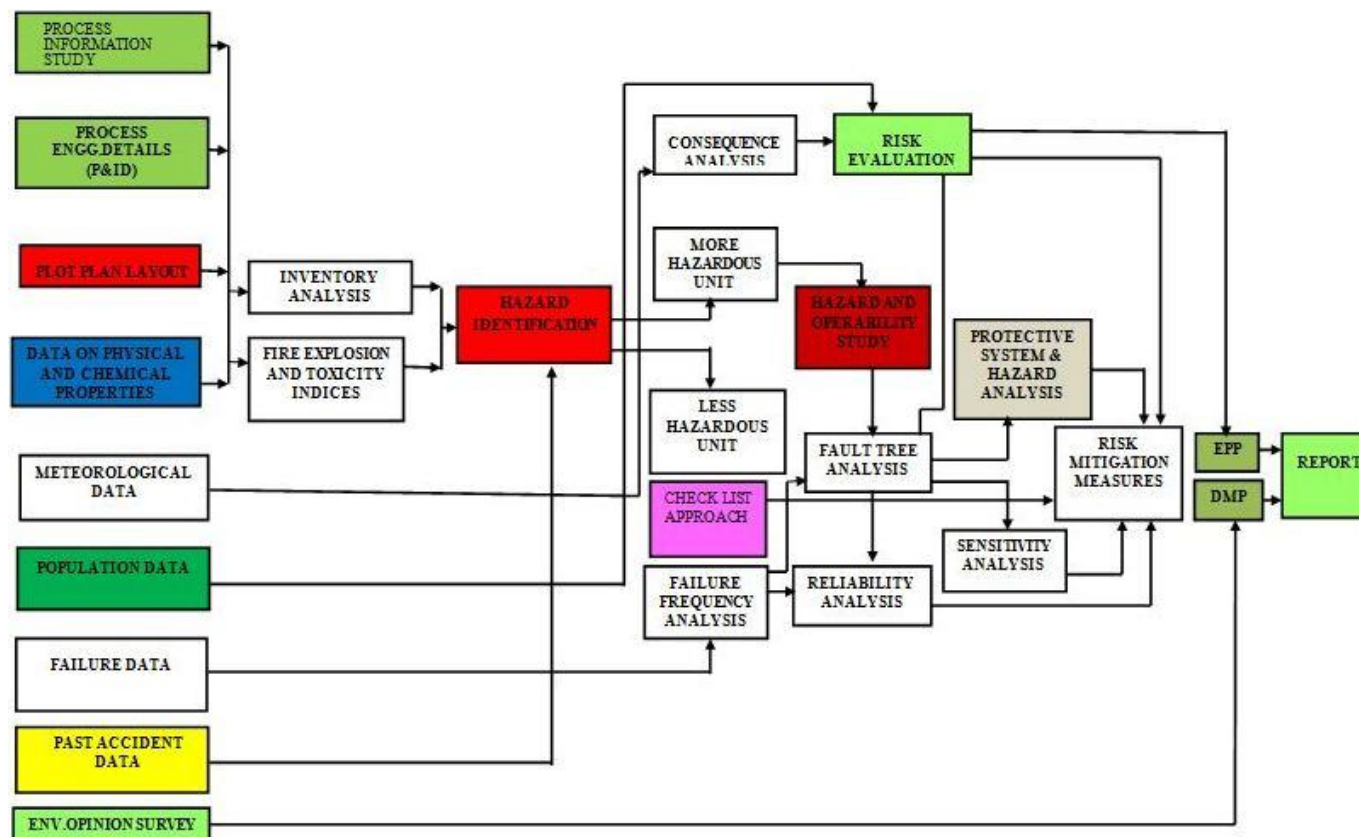 PROCESS
INFORMATION
STUDY
PROCESS
ENGG.DETAILS
(P&ID)
PLOT PLAN LAYOUT
DATA ON PHYSICAL
AND CHEMICAL
PROPERTIES
METEOROLOGICAL
DATA
POPULATION DATA
FAILURE DATA
PAST ACCIDENT
DATA
ENV.OPINION SURVEY
INVENTORY
ANALYSIS
FIRE EXPLOSION
AND TOXICITY
INDICES
HAZARD
IDENTIFICATION
CONSEQUENCE
ANALYSIS
MORE
HAZARDOUS
UNIT
LESS
HAZARDOUS
UNIT
CHECK LIST
APPROACH
FAILURE
FREQUENCY
ANALYSIS
RISK
EVALUATION
HAZARD AND
OPERABILITY
STUDY
FAULT TREE
ANALYSIS
RELIABILITY
ANALYSIS
PROTECTIVE
SYSTEM &
HAZARD
ANALYSIS
SENSITIVITY
ANALYSIS
RISK
MITIGATION
MEASURES
EPP
DMP
REPORT